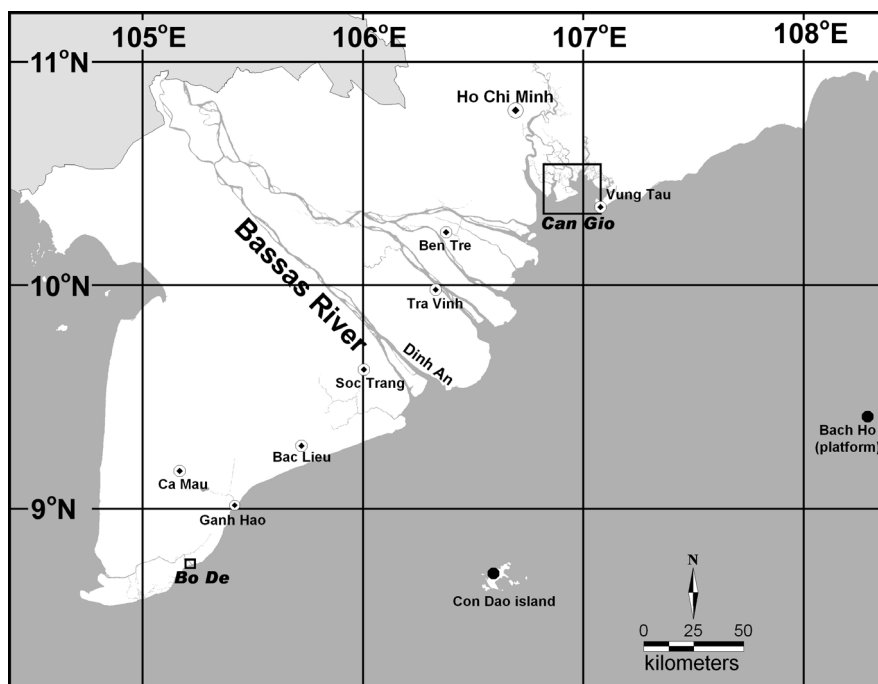 105°E 106°E 107°E 108°E
11°N
Ho Chi Minh
Vung Tau
Can Gio
Ben Tre
Bassas River
10°N
Tra Vinh
Dinh An
Soc Trang
Bach Ho
(platform)
Bac Lieu
Ca Mau
9°N
Ganh Hao
Bo De
N
Con Dao island
0 25 50
kilometers